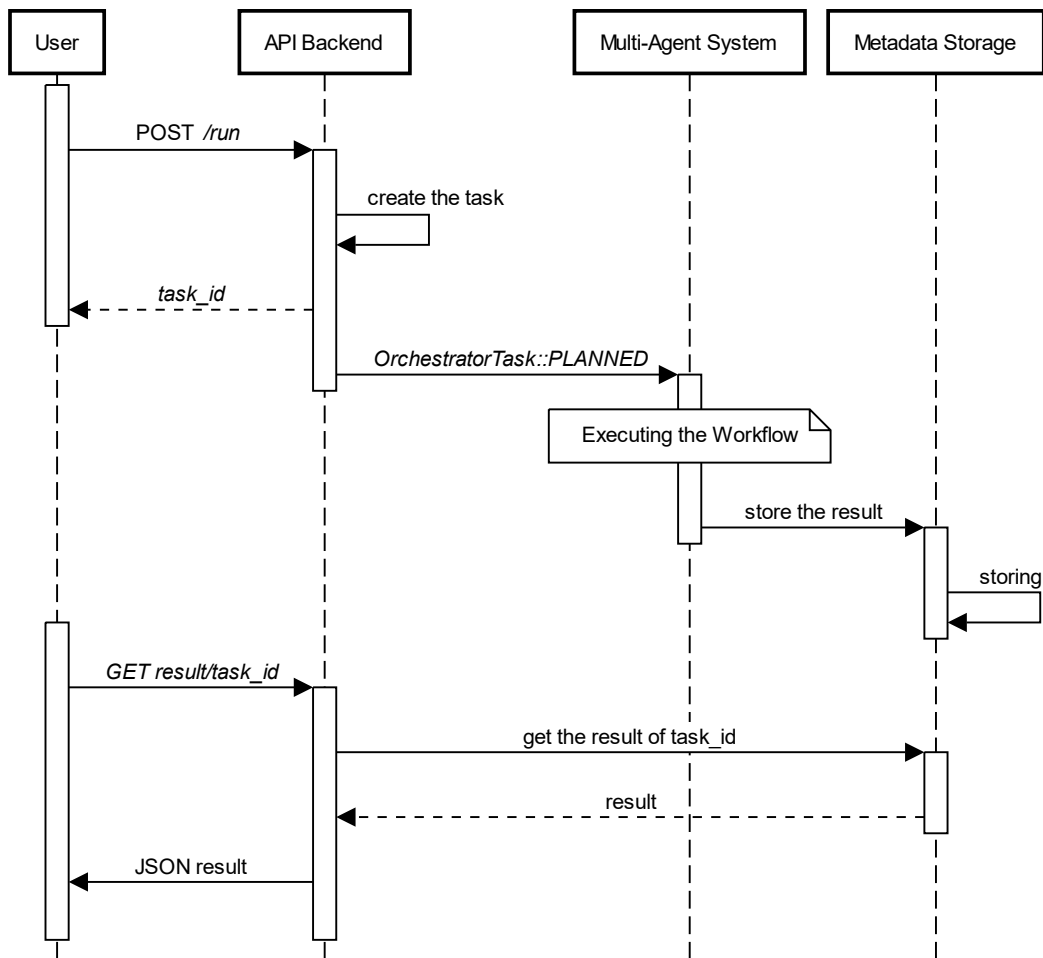 User
API Backend
Multi-Agent System
Metadata Storage
POST /run
create the task
task_id
OrchestratorTask::PLANNED
Executing the Workflow
store the result
storing
GET result/task_id
get the result of task_id
result
JSON result